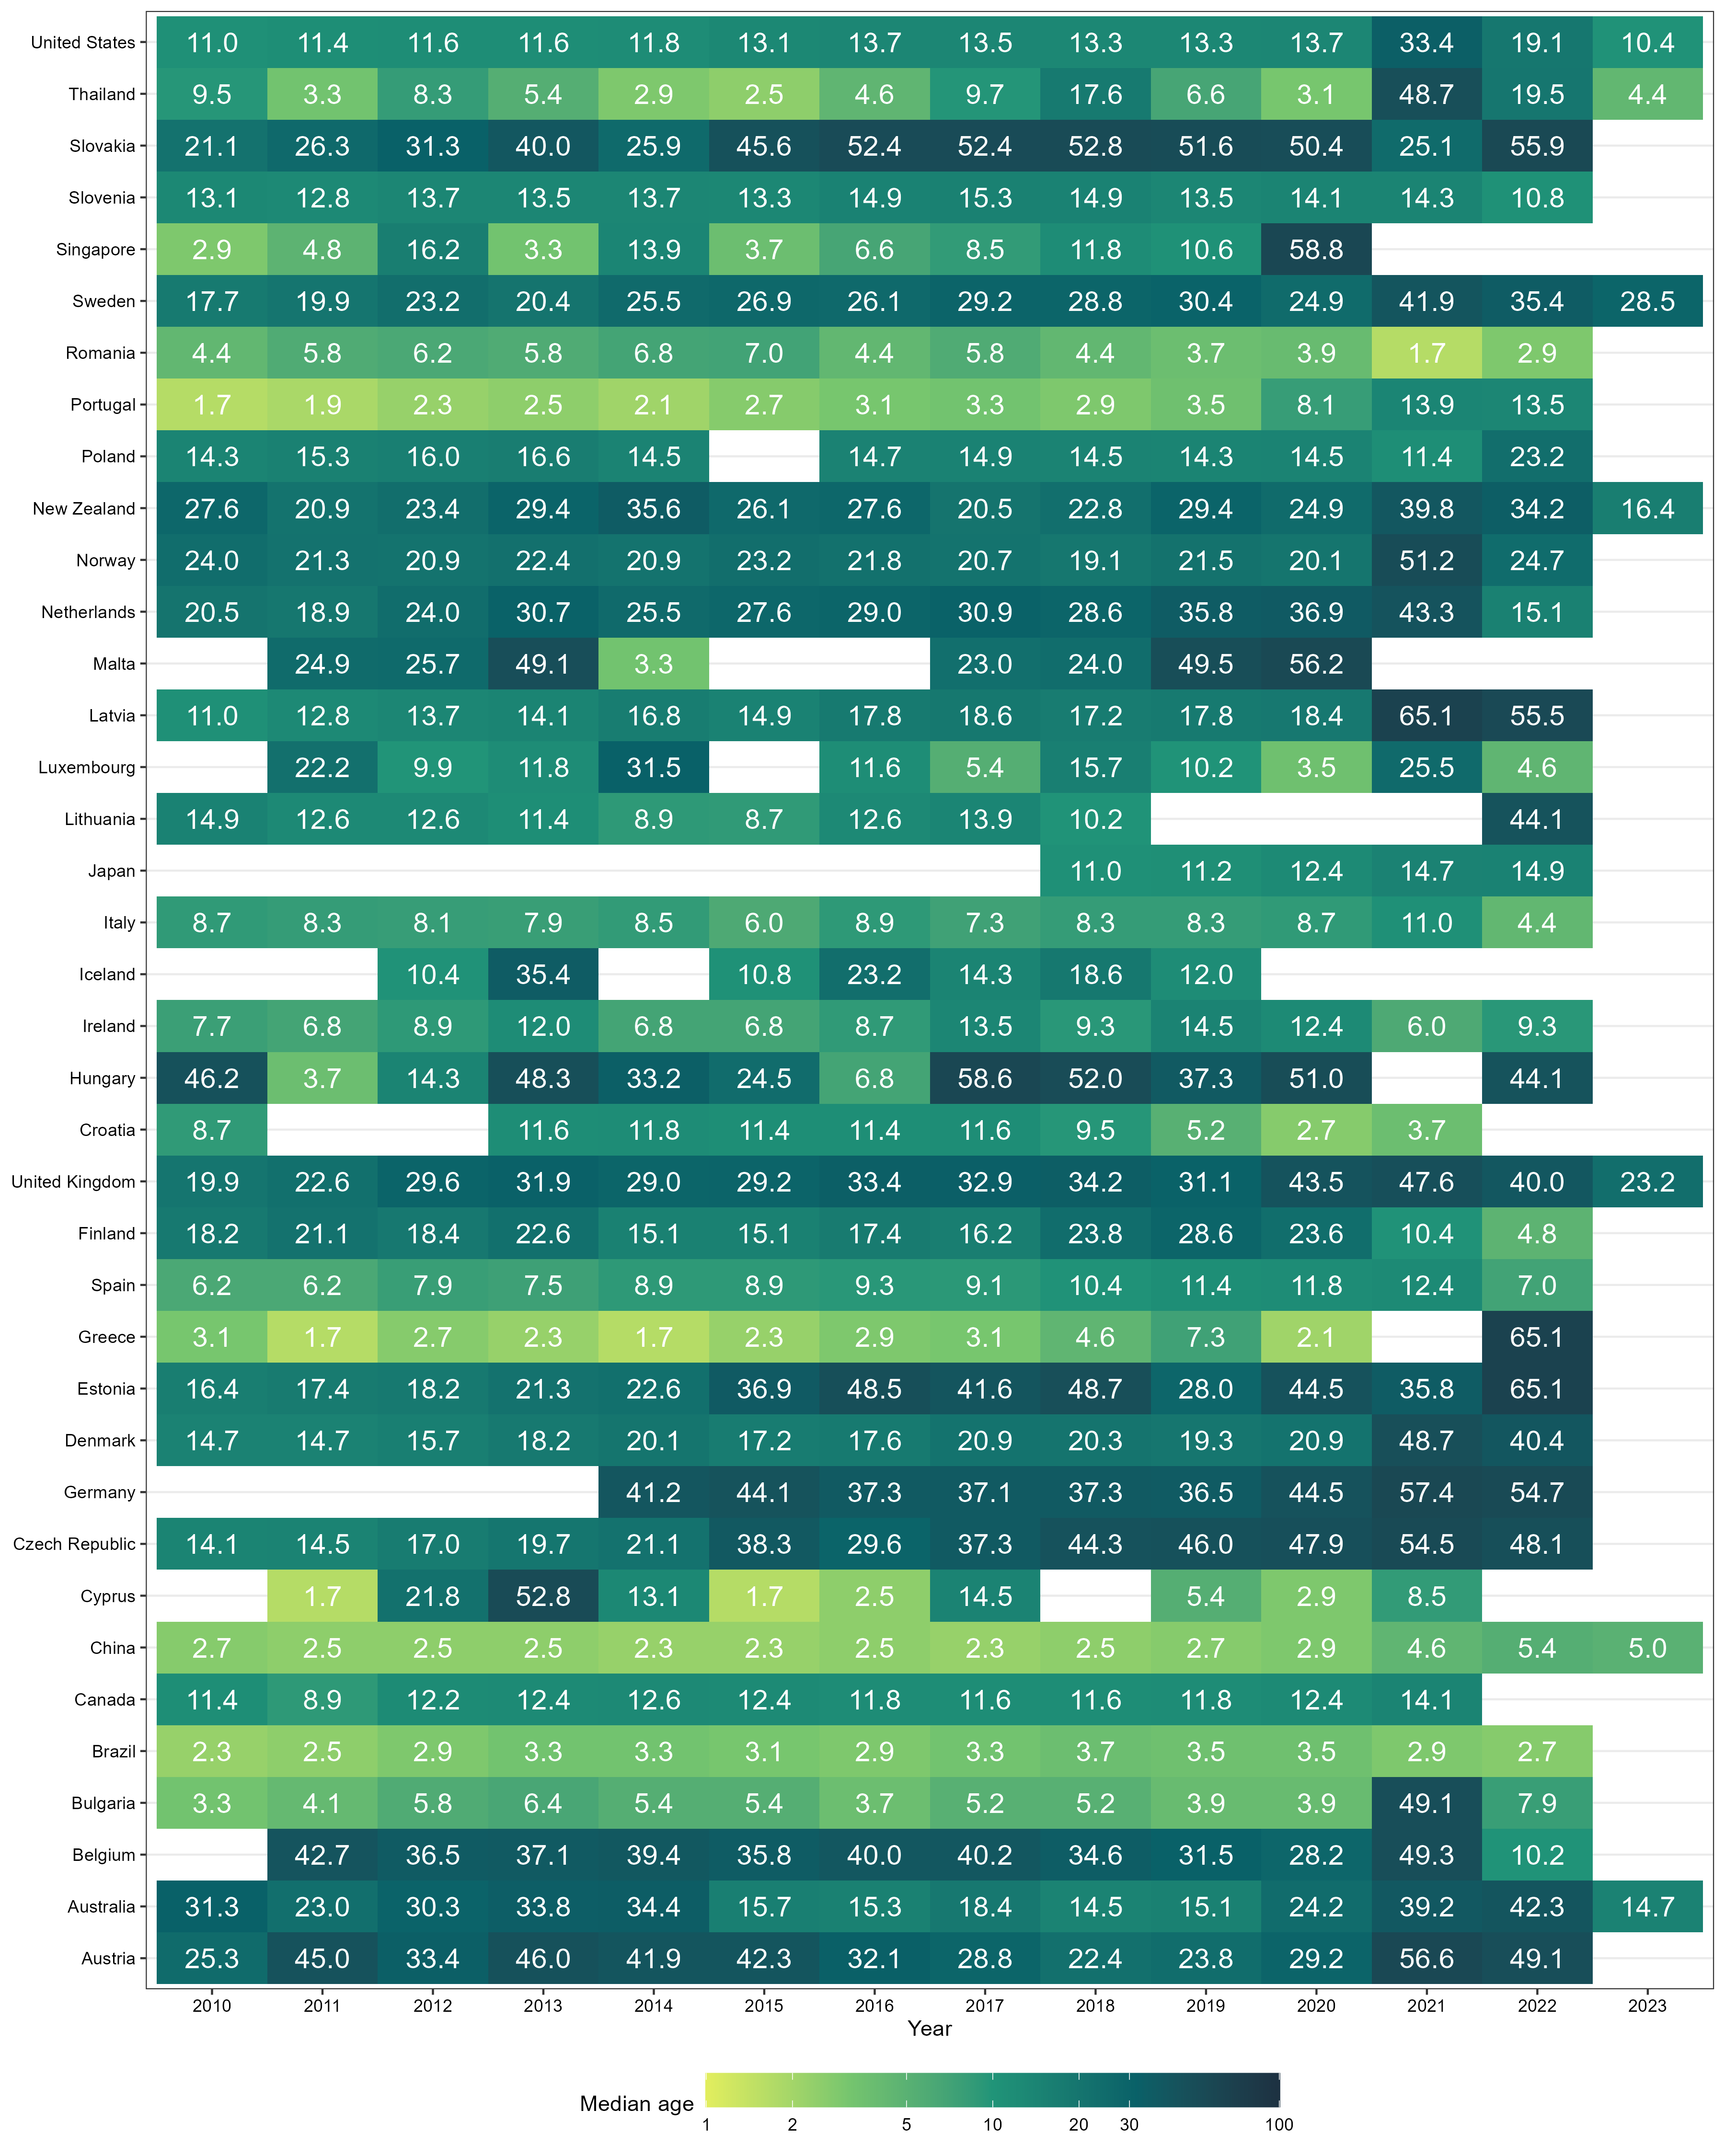 United States 11.0 11.4 11.6 11.6 11.8 13.1 13.7 13.5 13.3 13.3 13.7 33.4 19.1 10.4
Thailand 9.5 3.3 8.3 5.4 2.9 2.5 4.6 9.7 17.6 6.6 3.1 48.7 19.5 4.4
Slovakia 21.1 26.3 31.3 40.0 25.9 45.6 52.4 52.4 52.8 51.6 50.4 25.1 55.9
Slovenia 13.1 12.8 13.7 13.5 13.7 13.3 14.9 15.3 14.9 13.5 14.1 14.3 10.8
Singapore 2.9 4.8 16.2 3.3 13.9 3.7 6.6 8.5 11.8 10.6 58.8
Sweden 17.7 19.9 23.2 20.4 25.5 26.9 26.1 29.2 28.8 30.4 24.9 41.9 35.4 28.5
Romania 4.4 5.8 6.2 5.8 6.8 7.0 4.4 5.8 4.4 3.7 3.9 1.7 2.9
Portugal 1.7 1.9 2.3 2.5 2.1 2.7 3.1 3.3 2.9 3.5 8.1 13.9 13.5
Poland 14.3 15.3 16.0 16.6 14.5 14.7 14.9 14.5 14.3 14.5 11.4 23.2
New Zealand 27.6 20.9 23.4 29.4 35.6 26.1 27.6 20.5 22.8 29.4 24.9 39.8 34.2 16.4
Norway 24.0 21.3 20.9 22.4 20.9 23.2 21.8 20.7 19.1 21.5 20.1 51.2 24.7
Netherlands 20.5 18.9 24.0 30.7 25.5 27.6 29.0 30.9 28.6 35.8 36.9 43.3 15.1
Malta 24.9 25.7 49.1 3.3 23.0 24.0 49.5 56.2
Latvia 11.0 12.8 13.7 14.1 16.8 14.9 17.8 18.6 17.2 17.8 18.4 65.1 55.5
Luxembourg 22.2 9.9 11.8 31.5 11.6 5.4 15.7 10.2 3.5 25.5 4.6
Lithuania 14.9 12.6 12.6 11.4 8.9 8.7 12.6 13.9 10.2 44.1
Japan 11.0 11.2 12.4 14.7 14.9
Italy 8.7 8.3 8.1 7.9 8.5 6.0 8.9 7.3 8.3 8.3 8.7 11.0 4.4
Iceland 10.4 35.4 10.8 23.2 14.3 18.6 12.0
Ireland 7.7 6.8 8.9 12.0 6.8 6.8 8.7 13.5 9.3 14.5 12.4 6.0 9.3
Hungary 46.2 3.7 14.3 48.3 33.2 24.5 6.8 58.6 52.0 37.3 51.0 44.1
Croatia 8.7 11.6 11.8 11.4 11.4 11.6 9.5 5.2 2.7 3.7
United Kingdom 19.9 22.6 29.6 31.9 29.0 29.2 33.4 32.9 34.2 31.1 43.5 47.6 40.0 23.2
Finland 18.2 21.1 18.4 22.6 15.1 15.1 17.4 16.2 23.8 28.6 23.6 10.4 4.8
Spain 6.2 6.2 7.9 7.5 8.9 8.9 9.3 9.1 10.4 11.4 11.8 12.4 7.0
Greece 3.1 1.7 2.7 2.3 1.7 2.3 2.9 3.1 4.6 7.3 2.1 65.1
Estonia 16.4 17.4 18.2 21.3 22.6 36.9 48.5 41.6 48.7 28.0 44.5 35.8 65.1
Denmark 14.7 14.7 15.7 18.2 20.1 17.2 17.6 20.9 20.3 19.3 20.9 48.7 40.4
Germany 41.2 44.1 37.3 37.1 37.3 36.5 44.5 57.4 54.7
Czech Republic 14.1 14.5 17.0 19.7 21.1 38.3 29.6 37.3 44.3 46.0 47.9 54.5 48.1
Cyprus 1.7 21.8 52.8 13.1 1.7 2.5 14.5 5.4 2.9 8.5
China 2.7 2.5 2.5 2.5 2.3 2.3 2.5 2.3 2.5 2.7 2.9 4.6 5.4 5.0
Canada 11.4 8.9 12.2 12.4 12.6 12.4 11.8 11.6 11.6 11.8 12.4 14.1
Brazil 2.3 2.5 2.9 3.3 3.3 3.1 2.9 3.3 3.7 3.5 3.5 2.9 2.7
Bulgaria 3.3 4.1 5.8 6.4 5.4 5.4 3.7 5.2 5.2 3.9 3.9 49.1 7.9
Belgium 42.7 36.5 37.1 39.4 35.8 40.0 40.2 34.6 31.5 28.2 49.3 10.2
Australia 31.3 23.0 30.3 33.8 34.4 15.7 15.3 18.4 14.5 15.1 24.2 39.2 42.3 14.7
Austria 25.3 45.0 33.4 46.0 41.9 42.3 32.1 28.8 22.4 23.8 29.2 56.6 49.1
2010 2011 2012 2013 2014 2015 2016 2017 2018 2019 2020 2021 2022 2023
Year
Median age
1 2 5 10 20 30 100